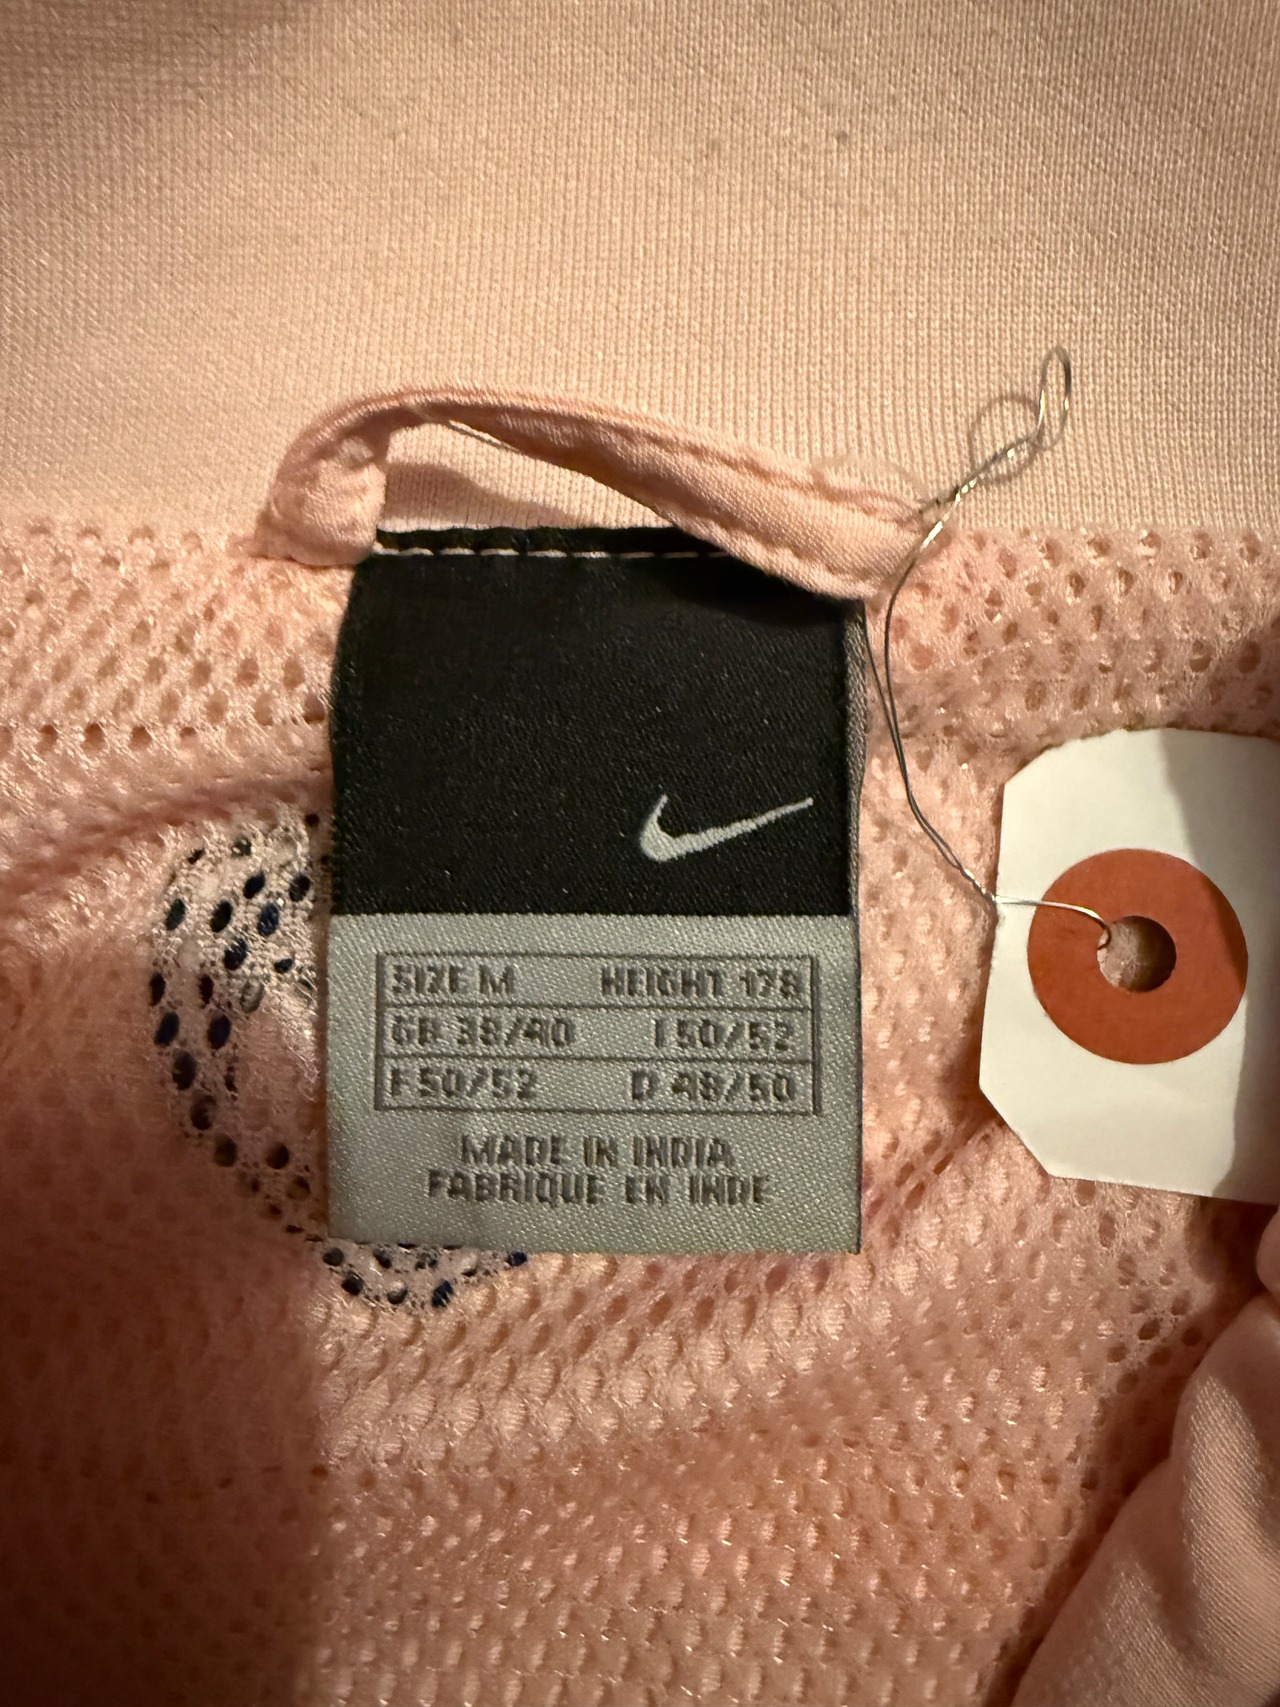 SIZE M HEIGHT 178
GB 38/40 I 50/52
F 50/52 D 48/50
MADE IN INDIA
FABRIQUE EN INDE